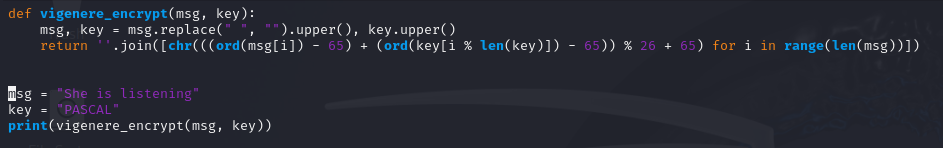 def vigenere_encrypt(msg, key):
    msg, key = msg.replace(" ", "").upper(), key.upper()
    return ''.join([chr(((ord(msg[i]) - 65) + (ord(key[i % len(key)]) - 65)) % 26 + 65) for i in range(len(msg))])
msg = "She is listening"
key = "PASCAL"
print(vigenere_encrypt(msg, key))